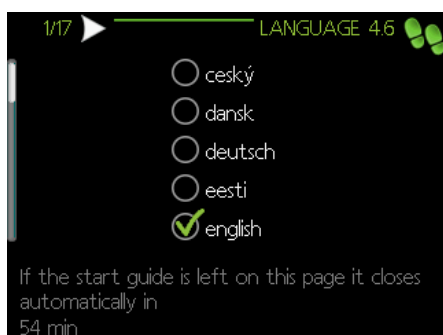 1/17 LANGUAGE 4.6
ceský
dansk
deutsch
eesti
english
If the start guide is left on this page it closes
automatically in
54 min